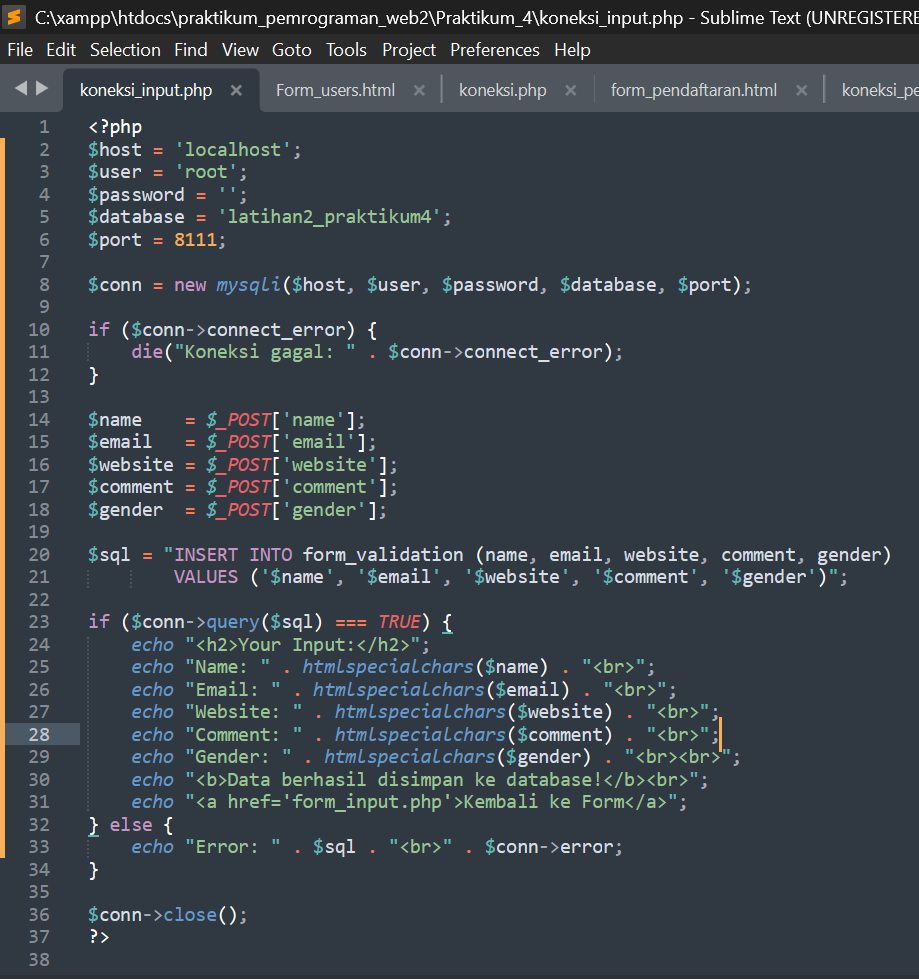 C:\xampp\htdocs\praktikum_pemrograman_web2\Praktikum_4\koneksi_input.php - Sublime Text (UNREGISTERE
File Edit Selection Find View Goto Tools Project Preferences Help
koneksi_input.php × Form_users.html × koneksi.php × form_pendaftaran.html × koneksi_pe
1 <?php
2 $host = 'localhost';
3 $user = 'root';
4 $password = '';
5 $database = 'latihan2_praktikum4';
6 $port = 8111;
7
8 $conn = new mysqli($host, $user, $password, $database, $port);
9
10 if ($conn->connect_error) {
11     die("Koneksi gagal: " . $conn->connect_error);
12 }
13
14 $name    = $_POST['name'];
15 $email   = $_POST['email'];
16 $website = $_POST['website'];
17 $comment = $_POST['comment'];
18 $gender  = $_POST['gender'];
19
20 $sql = "INSERT INTO form_validation (name, email, website, comment, gender)
21         VALUES ('$name', '$email', '$website', '$comment', '$gender')";
22
23 if ($conn->query($sql) === TRUE) {
24     echo "<h2>Your Input:</h2>";
25     echo "Name: " . htmlspecialchars($name) . "<br>";
26     echo "Email: " . htmlspecialchars($email) . "<br>";
27     echo "Website: " . htmlspecialchars($website) . "<br>";
28     echo "Comment: " . htmlspecialchars($comment) . "<br>";
29     echo "Gender: " . htmlspecialchars($gender) . "<br><br>";
30     echo "<b>Data berhasil disimpan ke database!</b><br>";
31     echo "<a href='form_input.php'>Kembali ke Form</a>";
32 } else {
33     echo "Error: " . $sql . "<br>" . $conn->error;
34 }
35
36 $conn->close();
37 ?>
38